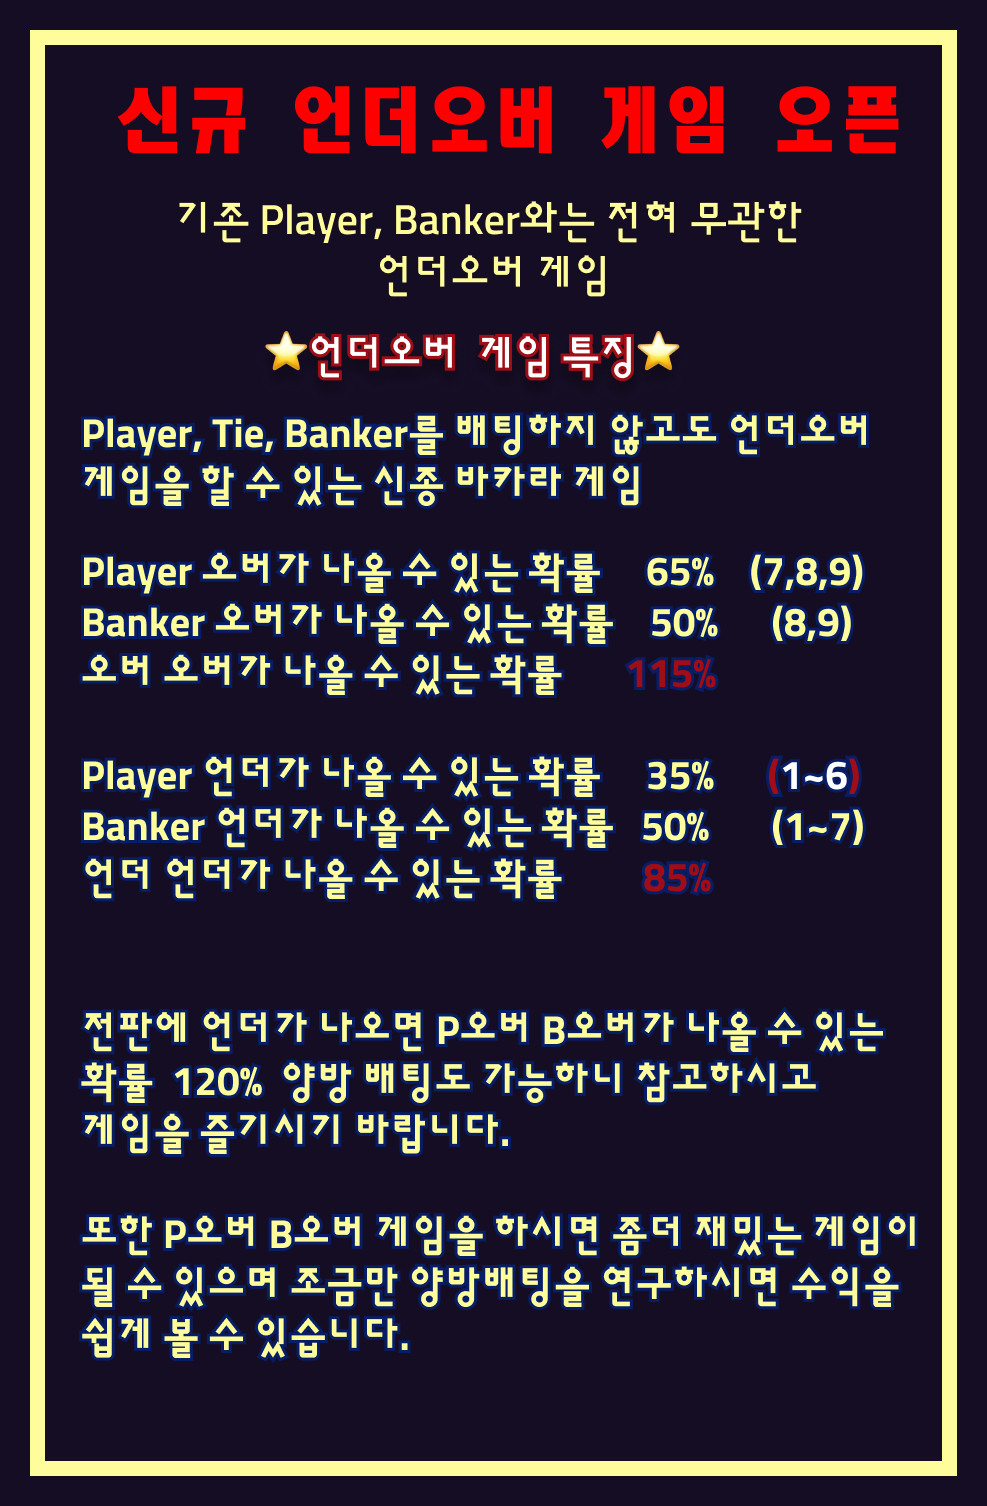 신규 언더오버 게임 오픈
기존 Player, Banker와는 전혀 무관한
언더오버 게임
⭐언더오버 게임 특징⭐
Player, Tie, Banker를 배팅하지 않고도 언더오버
게임을 할 수 있는 신종 바카라 게임
Player 오버가 나올 수 있는 확률 65% (7,8,9)
Banker 오버가 나올 수 있는 확률 50% (8,9)
오버 오버가 나올 수 있는 확률 115%
Player 언더가 나올 수 있는 확률 35% (1~6)
Banker 언더가 나올 수 있는 확률 50% (1~7)
언더 언더가 나올 수 있는 확률 85%
전판에 언더가 나오면 P오버 B오버가 나올 수 있는
확률 120% 양방 배팅도 가능하니 참고하시고
게임을 즐기시기 바랍니다.
또한 P오버 B오버 게임을 하시면 좀더 재밌는 게임이
될 수 있으며 조금만 양방배팅을 연구하시면 수익을
쉽게 볼 수 있습니다.